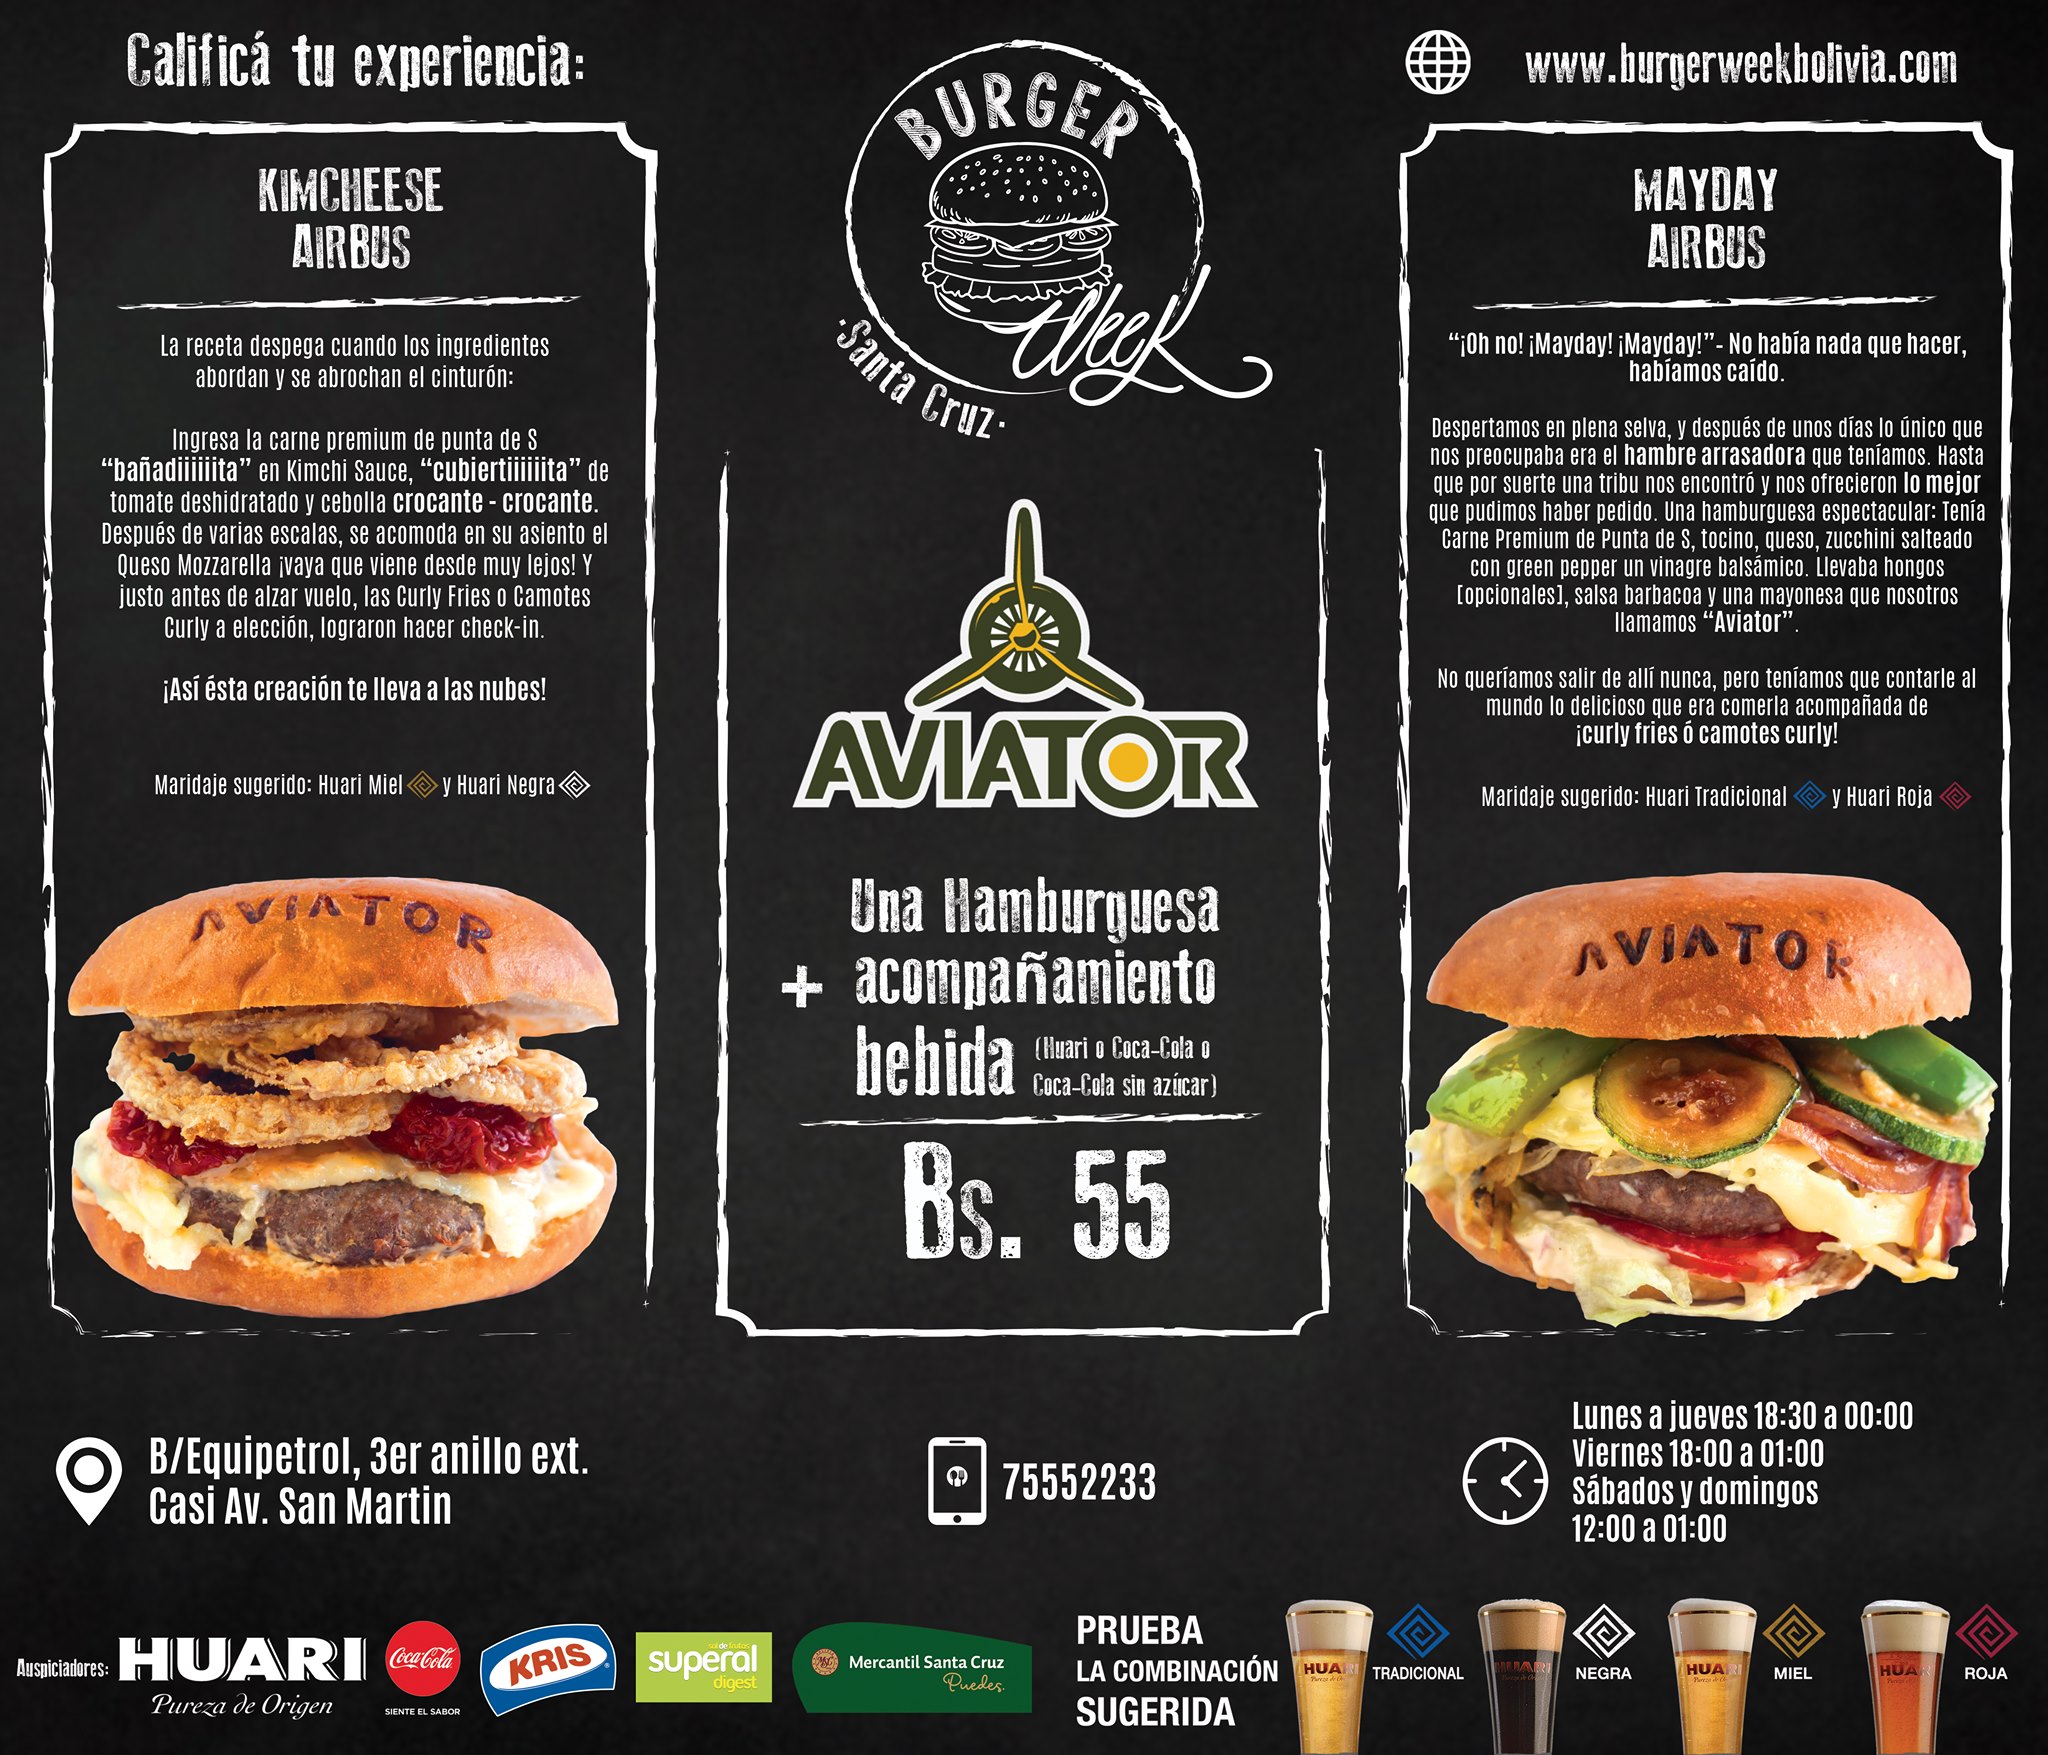 Calificá tu experiencia:
KIMCHEESE
AIRBUS
La receta despega cuando los ingredientes
abordan y se abrochan el cinturón:
Ingresa la carne premium de punta de S
“bañadiiiiiita” en Kimchi Sauce, “cubiertiiiiiita” de
tomate deshidratado y cebolla crocante - crocante.
Después de varias escalas, se acomoda en su asiento el
Queso Mozzarella ¡vaya que viene desde muy lejos! Y
justo antes de alzar vuelo, las Curly Fries o Camotes
Curly a elección, lograron hacer check-in.
¡Así ésta creación te lleva a las nubes!
Maridaje sugerido: Huari Miel y Huari Negra
AVIATOR
BURGER
Week
·Santa Cruz·
AVIATOR
Una Hamburguesa
+ acompañamiento
bebida (Huari o Coca-Cola o
Coca-Cola sin azúcar)
Bs. 55
www.burgerweekbolivia.com
MAYDAY
AIRBUS
“¡Oh no! ¡Mayday! ¡Mayday!”- No había nada que hacer,
habíamos caído.
Despertamos en plena selva, y después de unos días lo único que
nos preocupaba era el hambre arrasadora que teníamos. Hasta
que por suerte una tribu nos encontró y nos ofrecieron lo mejor
que pudimos haber pedido. Una hamburguesa espectacular: Tenía
Carne Premium de Punta de S, tocino, queso, zucchini salteado
con green pepper un vinagre balsámico. Llevaba hongos
[opcionales], salsa barbacoa y una mayonesa que nosotros
llamamos “Aviator”.
No queríamos salir de allí nunca, pero teníamos que contarle al
mundo lo delicioso que era comerla acompañada de
¡curly fries ó camotes curly!
Maridaje sugerido: Huari Tradicional y Huari Roja
AVIATOR
B/Equipetrol, 3er anillo ext.
Casi Av. San Martin
75552233
Lunes a jueves 18:30 a 00:00
Viernes 18:00 a 01:00
Sábados y domingos
12:00 a 01:00
Auspiciadores:
HUARI
Pureza de Origen
Coca-Cola
SIENTE EL SABOR
KRIS
sol de frutas
superal
digest
Mercantil Santa Cruz
Puedes.
PRUEBA
LA COMBINACIÓN
SUGERIDA
HUARI
TRADICIONAL
HUARI
NEGRA
HUARI
MIEL
HUARI
ROJA